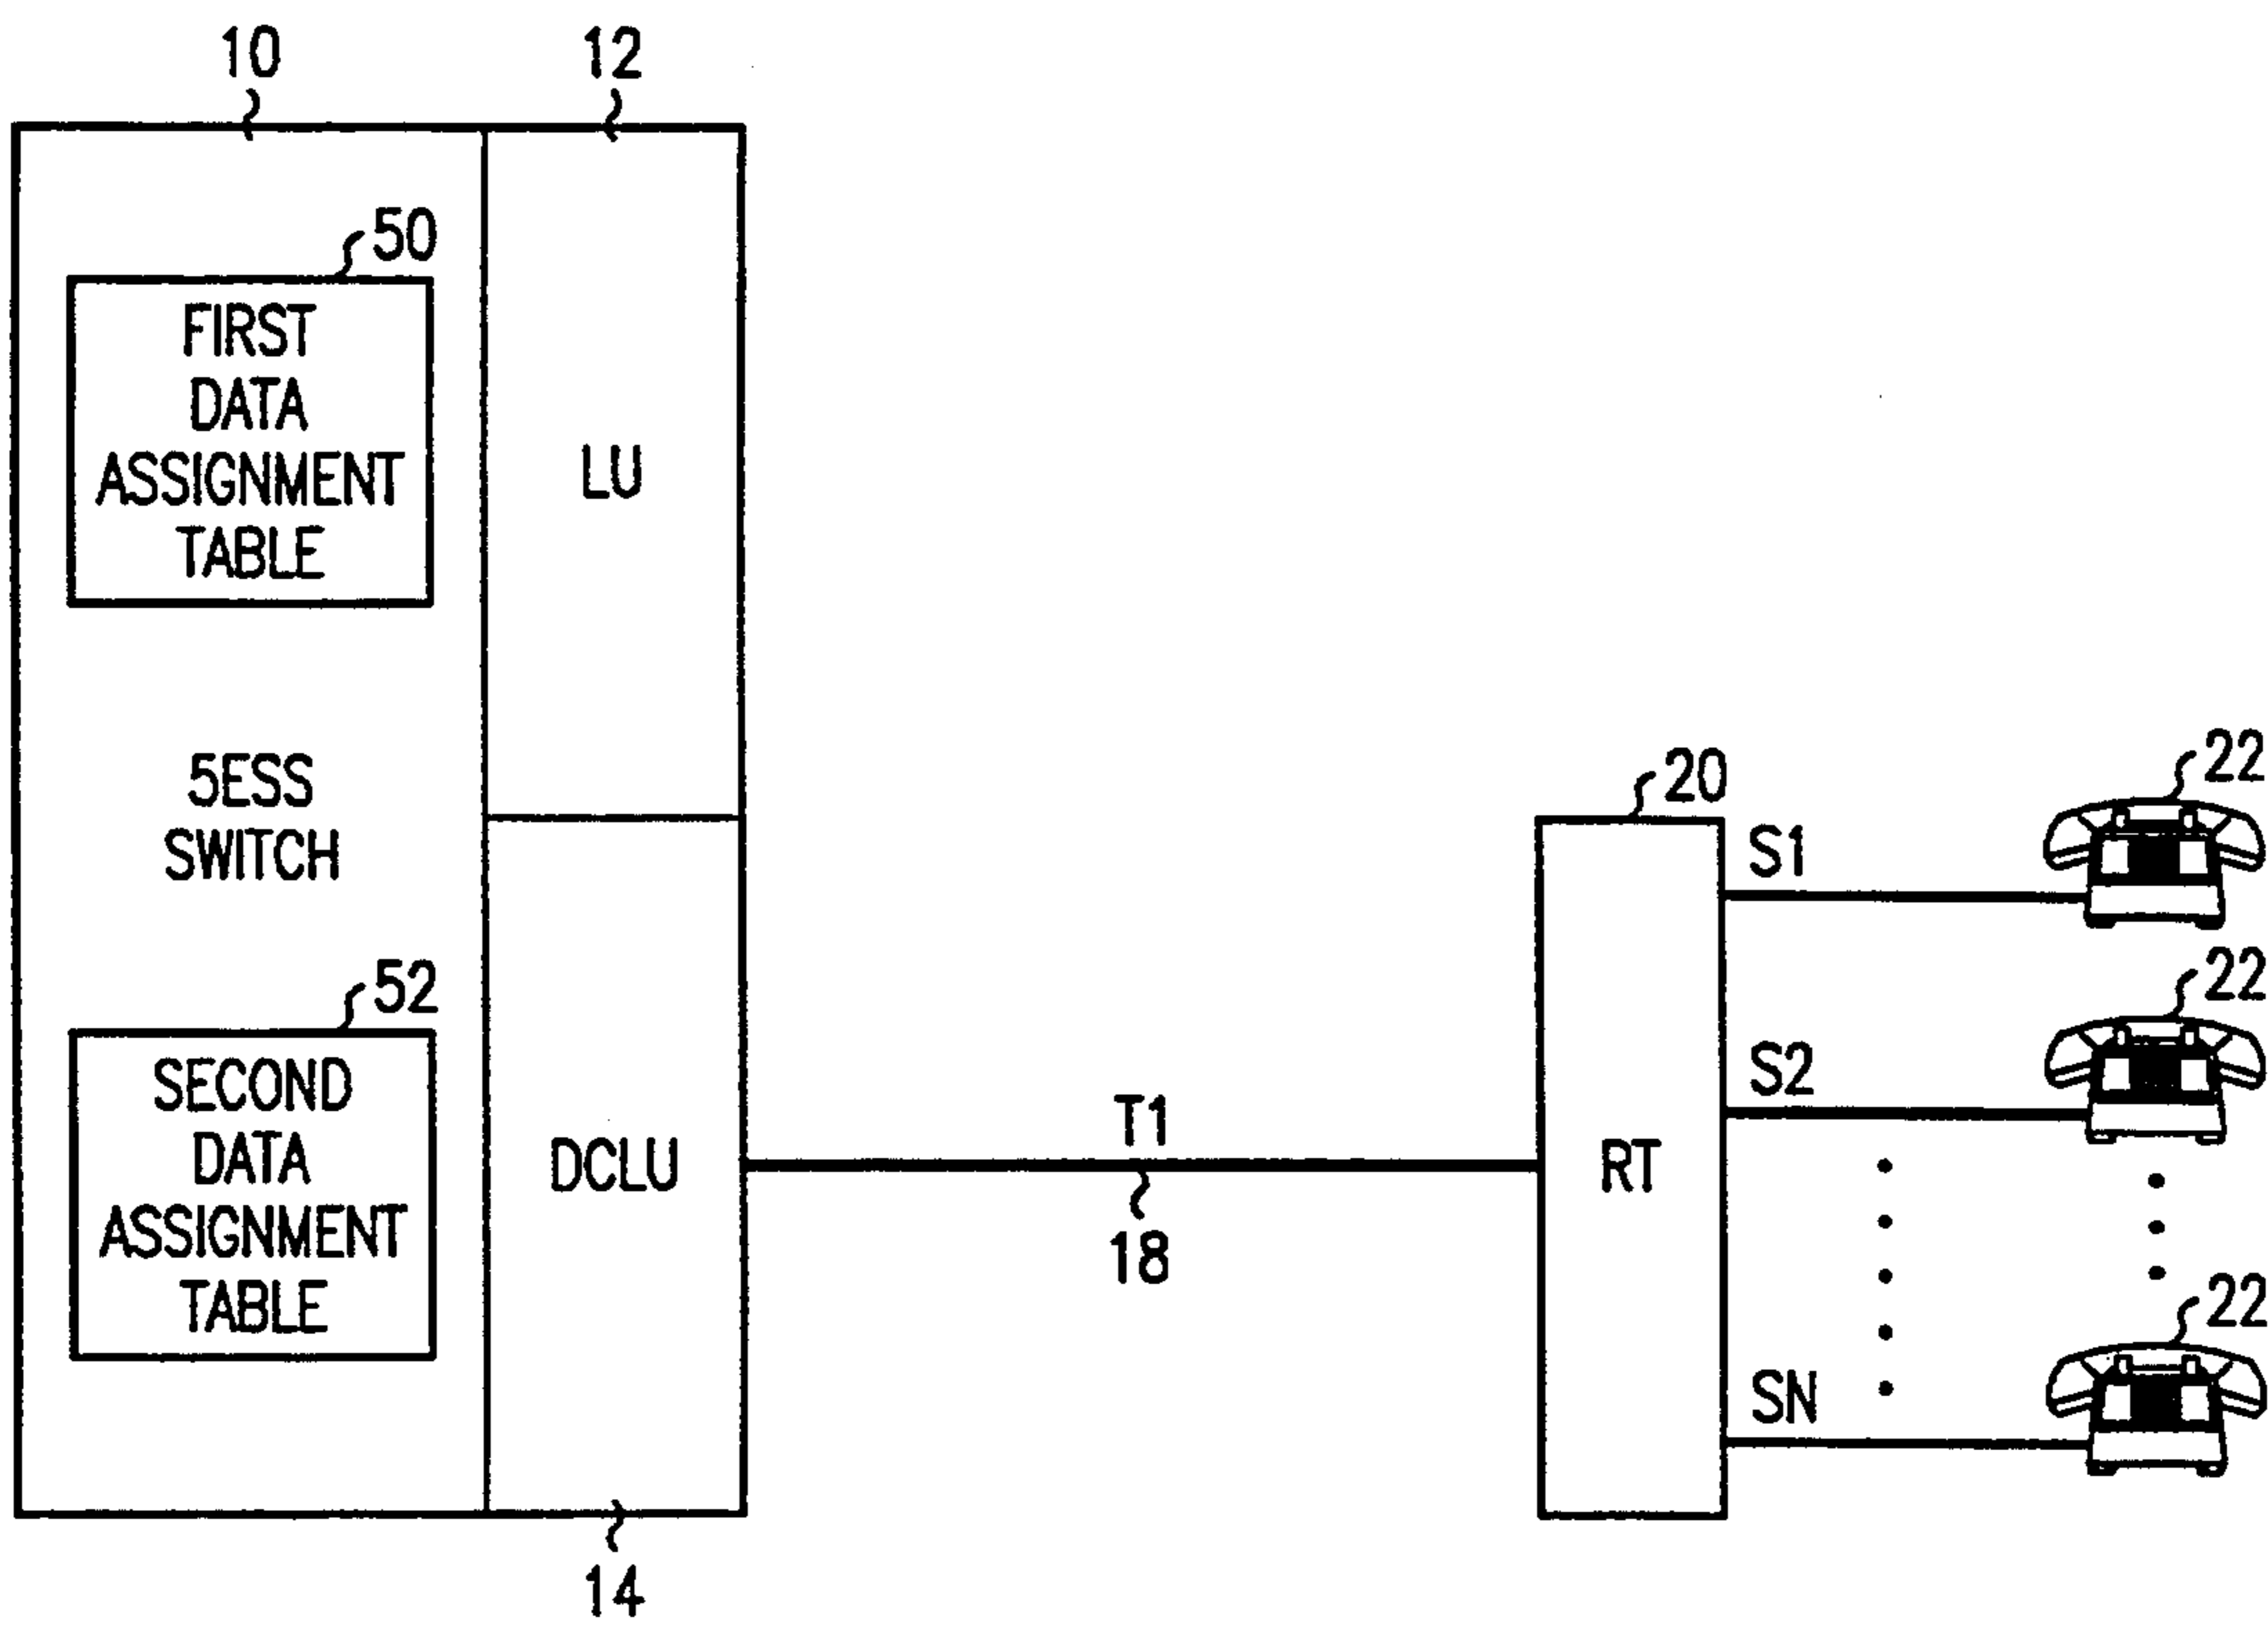 10
12
50
FIRST
DATA
ASSIGNMENT
TABLE
LU
5ESS
SWITCH
52
SECOND
DATA
ASSIGNMENT
TABLE
DCLU
14
T1
18
20
RT
S1
22
S2
22
SN
22